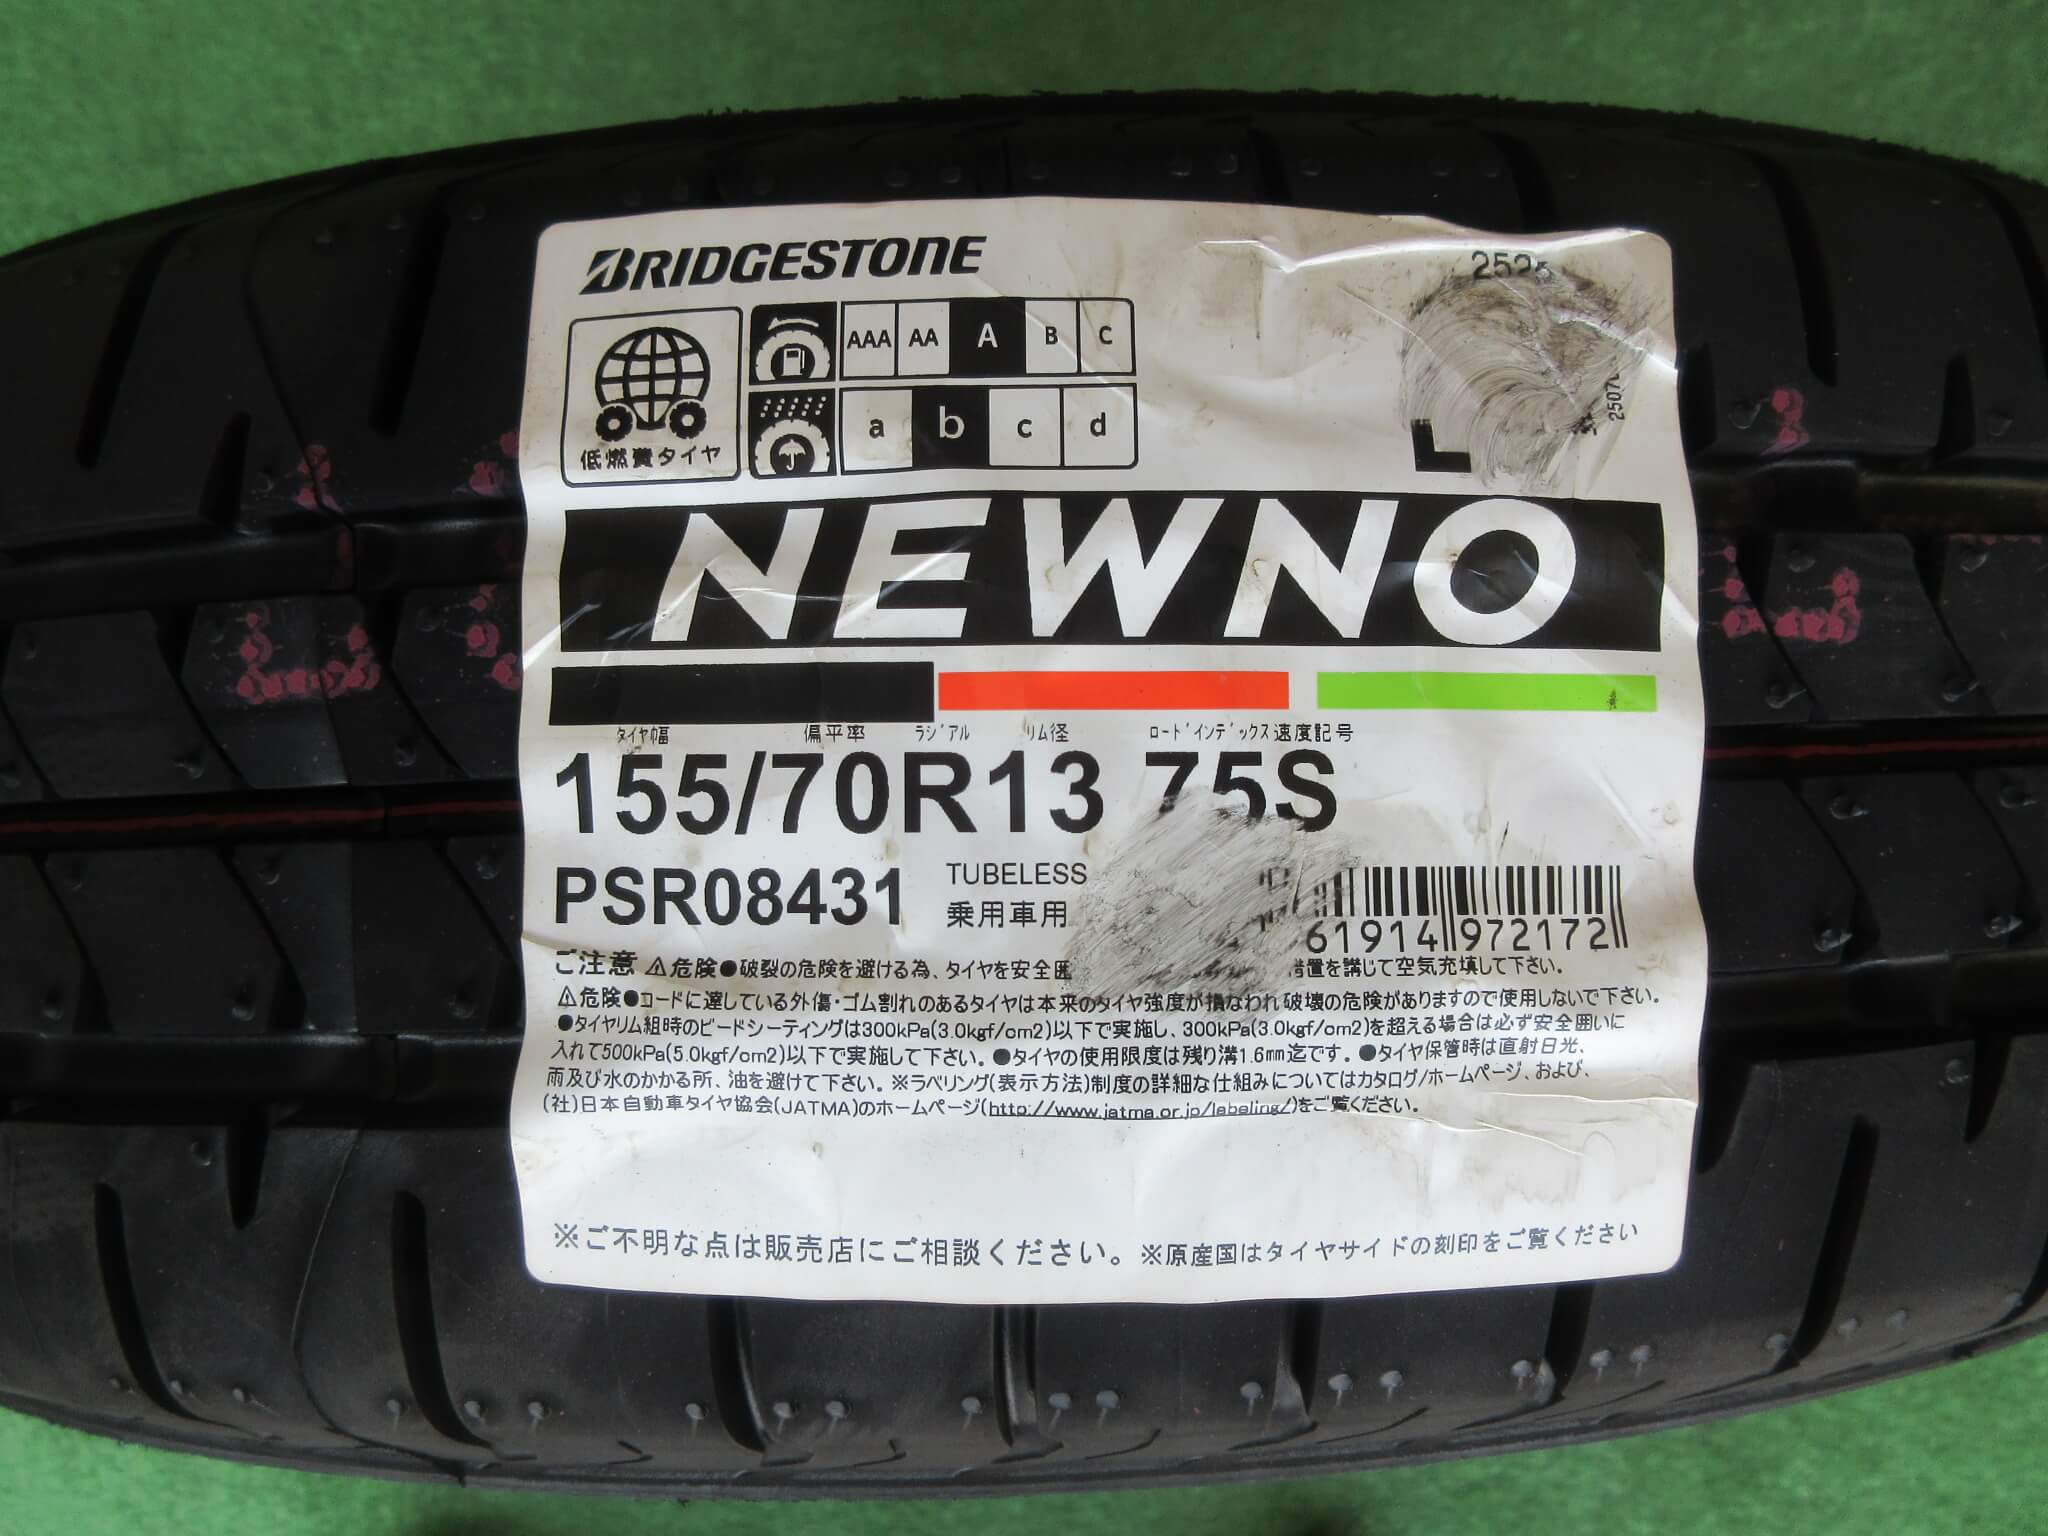 BRIDGESTONE
2525
低燃費タイヤ
AAA AA A B C
a b c d
NEWNO
タイヤ巾幅 偏平率 ラジアル リム径 ロードインデックス 速度記号
155/70R13 75S
PSR08431
TUBELESS
乗用車用
61914 972172
ご注意 ⚠危険●破裂の危険を避ける為、タイヤを安全囲 措置を講じて空気充填して下さい。
⚠危険●コードに達している外傷・ゴム割れのあるタイヤは本来のタイヤ強度が損なわれ破壊の危険がありますので使用しないで下さい。
●タイヤリム組時のビードシーティングは300kPa(3.0kgf/cm2)以下で実施し、300kPa(3.0kgf/cm2)を超える場合は必ず安全囲いに
入れて500kPa(5.0kgf/cm2)以下で実施して下さい。●タイヤの使用限度は残り溝1.6mm迄です。●タイヤ保管時は直射日光、
雨及び水のかかる所、油を避けて下さい。※ラベリング(表示方法)制度の詳細な仕組みについてはカタログ/ホームページ、および、
(社)日本自動車タイヤ協会(JATMA)のホームページ(http://www.jatma.or.jp/labeling/)をご覧ください。
※ご不明な点は販売店にご相談ください。※原産国はタイヤサイドの刻印をご覧ください